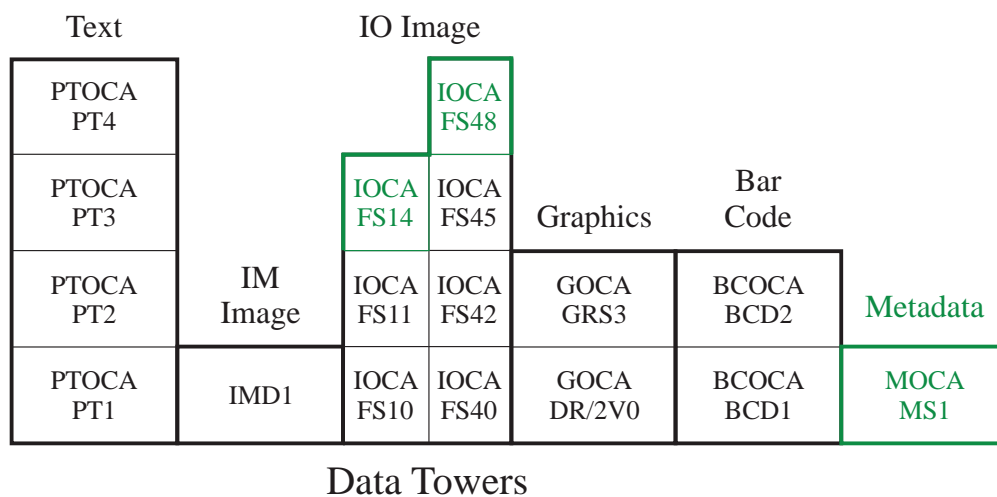 Text
IO Image
PTOCA
PT4
IOCA
FS48
PTOCA
PT3
IOCA
FS14
IOCA
FS45
Graphics
Bar
Code
PTOCA
PT2
IM
Image
IOCA
FS11
IOCA
FS42
GOCA
GRS3
BCOCA
BCD2
Metadata
PTOCA
PT1
IMD1
IOCA
FS10
IOCA
FS40
GOCA
DR/2V0
BCOCA
BCD1
MOCA
MS1
Data Towers